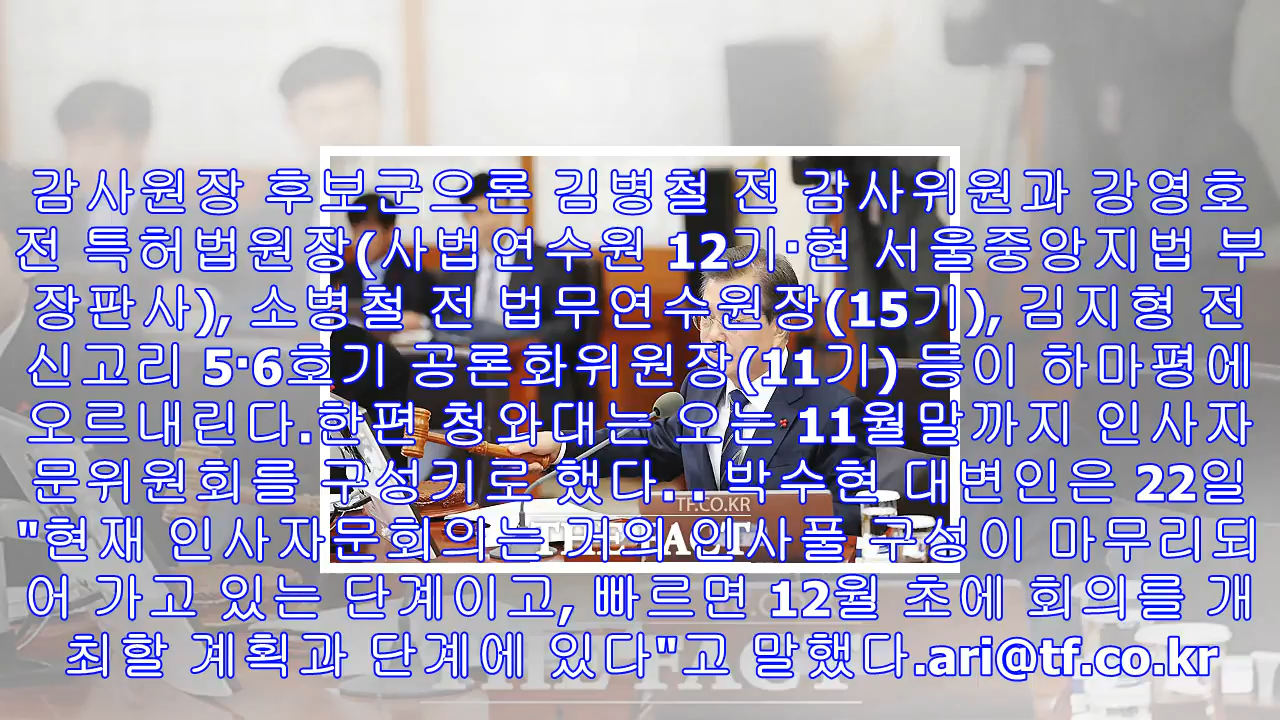 감사원장 후보군으론 김병철 전 감사위원과 강영호
전 특허법원장(사법연수원 12기·현 서울중앙지법 부
장판사), 소병철 전 법무연수원장(15기), 김지형 전
신고리 5·6호기 공론화위원장(11기) 등이 하마평에
오르내린다.한편 청와대는 오는 11월말까지 인사자
문위원회를 구성키로 했다. . 박수현 대변인은 22일
TF.CO.KR
"현재 인사자문회의는 거의 인사풀 구성이 마무리되
THE FACT
어 가고 있는 단계이고, 빠르면 12월 초에 회의를 개
최할 계획과 단계에 있다"고 말했다.ari@tf.co.kr
THE FACT